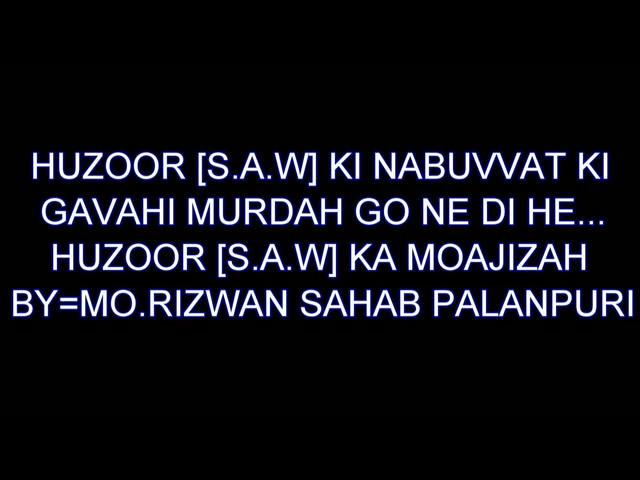 HUZOOR [S.A.W] KI NABUVVAT KI
GAVAHI MURDAH GO NE DI HE...
HUZOOR [S.A.W] KA MOAJIZAH
BY=MO.RIZWAN SAHAB PALANPURI